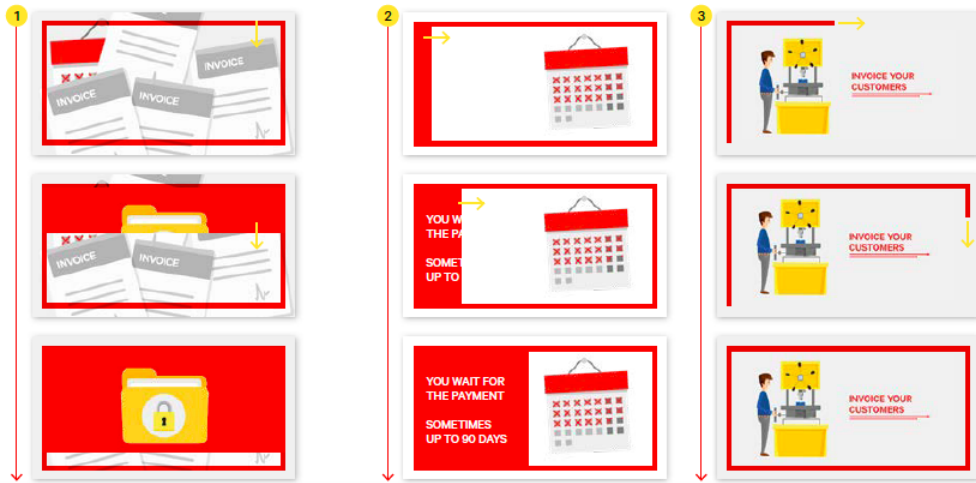 1
INVOICE
INVOICE
INVOICE
INVOICE
INVOICE
2
YOU W
THE PA
SOMET
UP TO
YOU WAIT FOR
THE PAYMENT
SOMETIMES
UP TO 90 DAYS
3
INVOICE YOUR
CUSTOMERS
INVOICE YOUR
CUSTOMERS
INVOICE YOUR
CUSTOMERS